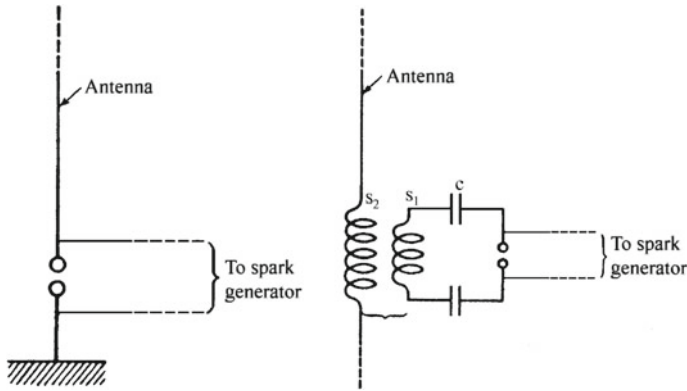 Antenna
To spark
generator
Antenna
S₂
S₁
c
To spark
generator